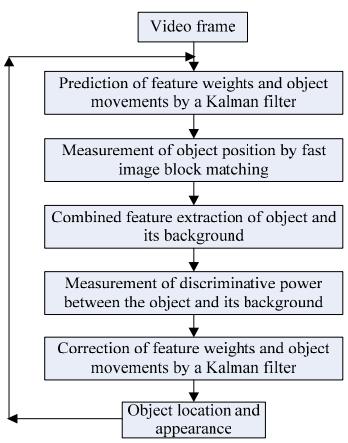 Video frame
Prediction of feature weights and object
movements by a Kalman filter
Measurement of object position by fast
image block matching
Combined feature extraction of object and
its background
Measurement of discriminative power
between the object and its background
Correction of feature weights and object
movements by a Kalman filter
Object location and
appearance